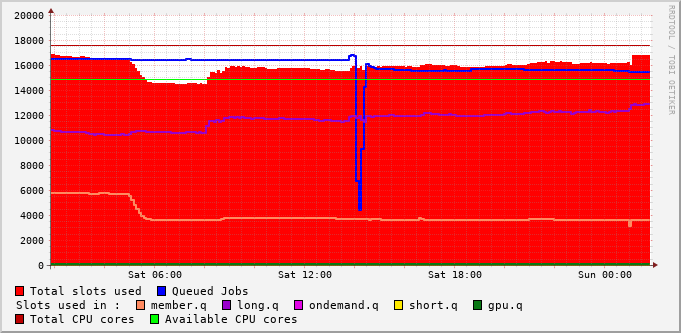 20000
18000
16000
14000
12000
10000
8000
6000
4000
2000
0
Sat 06:00 Sat 12:00 Sat 18:00 Sun 00:00
RRDTOOL / TOBI OETIKER
Total slots used Queued Jobs
Slots used in : member.q long.q ondemand.q short.q gpu.q
Total CPU cores Available CPU cores